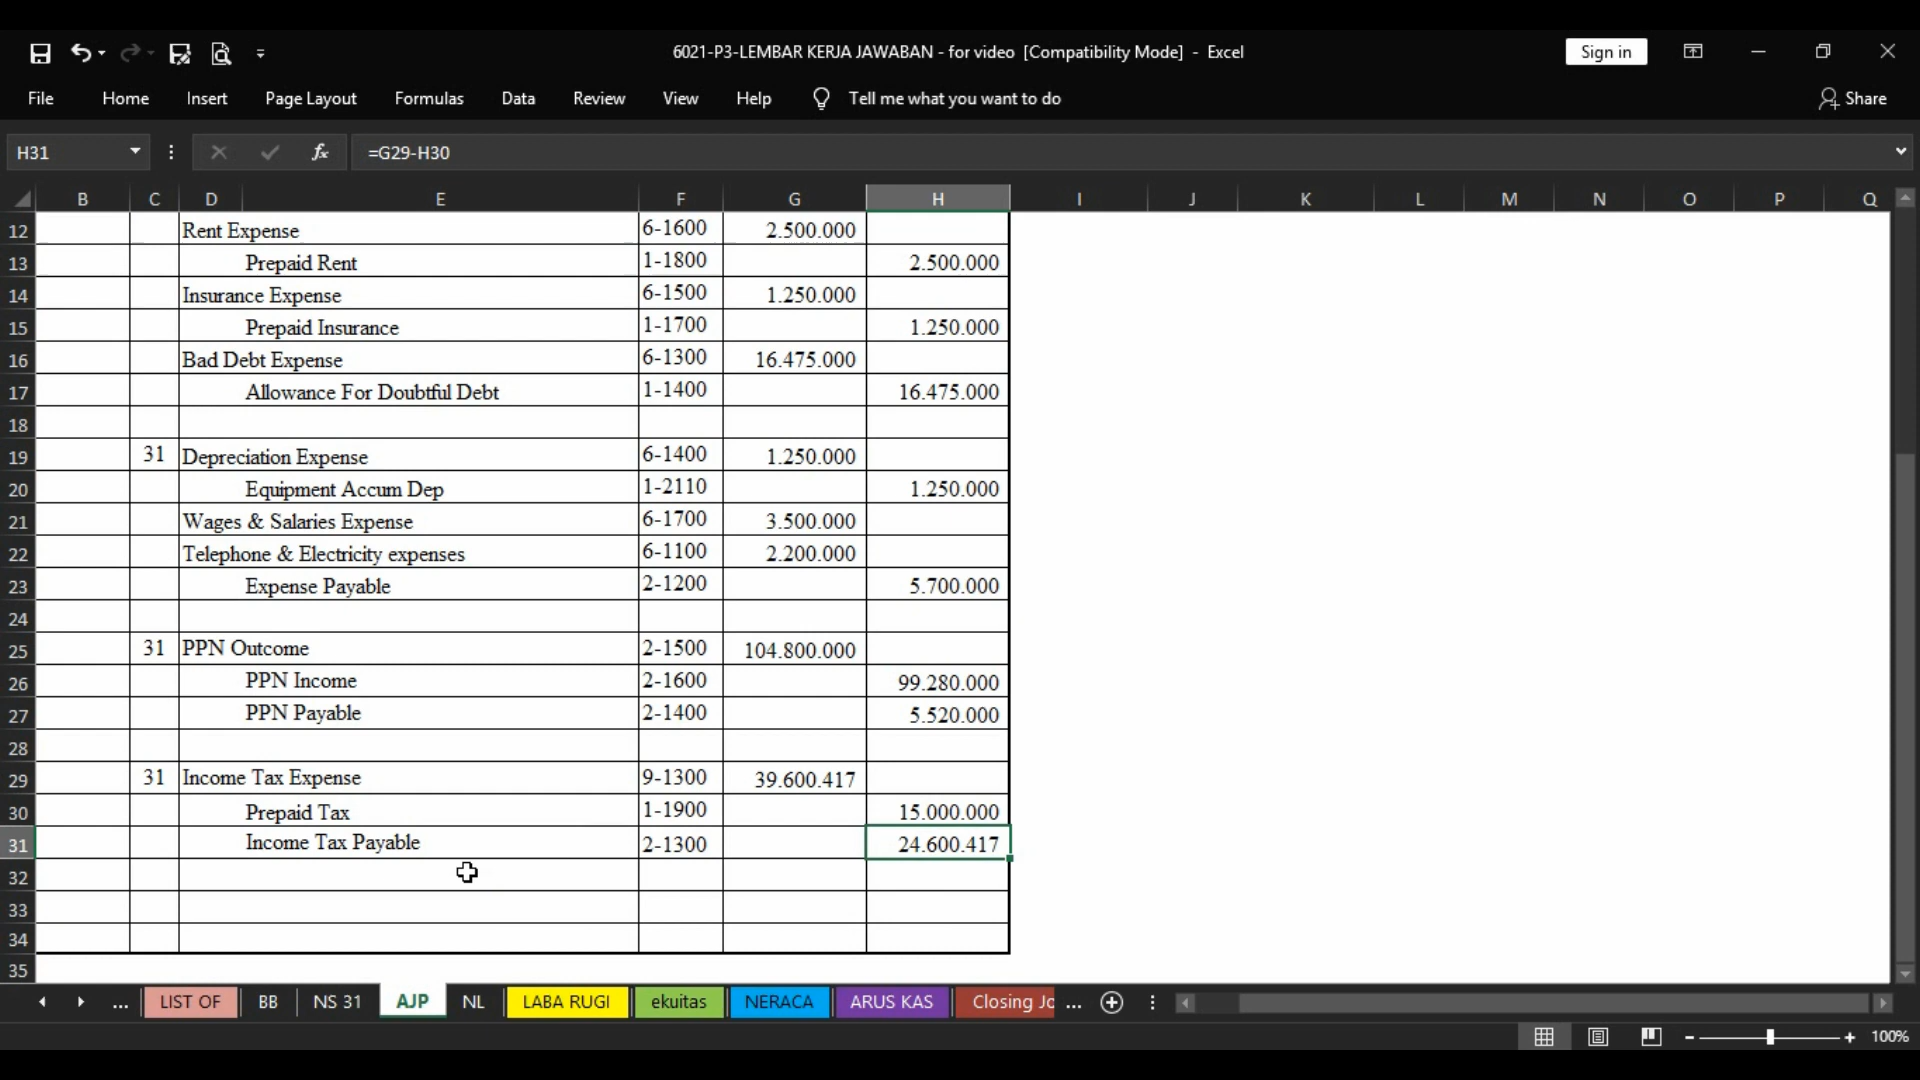 6021-P3-LEMBAR KERJA JAWABAN - for video [Compatibility Mode] - Excel
Sign in
File Home Insert Page Layout Formulas Data Review View Help Tell me what you want to do Share
H31 fx =G29-H30
B C D E F G H I J K L M N O P Q
12 Rent Expense 6-1600 2.500.000
13 Prepaid Rent 1-1800 2.500.000
14 Insurance Expense 6-1500 1.250.000
15 Prepaid Insurance 1-1700 1.250.000
16 Bad Debt Expense 6-1300 16.475.000
17 Allowance For Doubtful Debt 1-1400 16.475.000
18
19 31 Depreciation Expense 6-1400 1.250.000
20 Equipment Accum Dep 1-2110 1.250.000
21 Wages & Salaries Expense 6-1700 3.500.000
22 Telephone & Electricity expenses 6-1100 2.200.000
23 Expense Payable 2-1200 5.700.000
24
25 31 PPN Outcome 2-1500 104.800.000
26 PPN Income 2-1600 99.280.000
27 PPN Payable 2-1400 5.520.000
28
29 31 Income Tax Expense 9-1300 39.600.417
30 Prepaid Tax 1-1900 15.000.000
31 Income Tax Payable 2-1300 24.600.417
32
33
34
35
... LIST OF BB NS 31 AJP NL LABA RUGI ekuitas NERACA ARUS KAS Closing Jo ...
100%